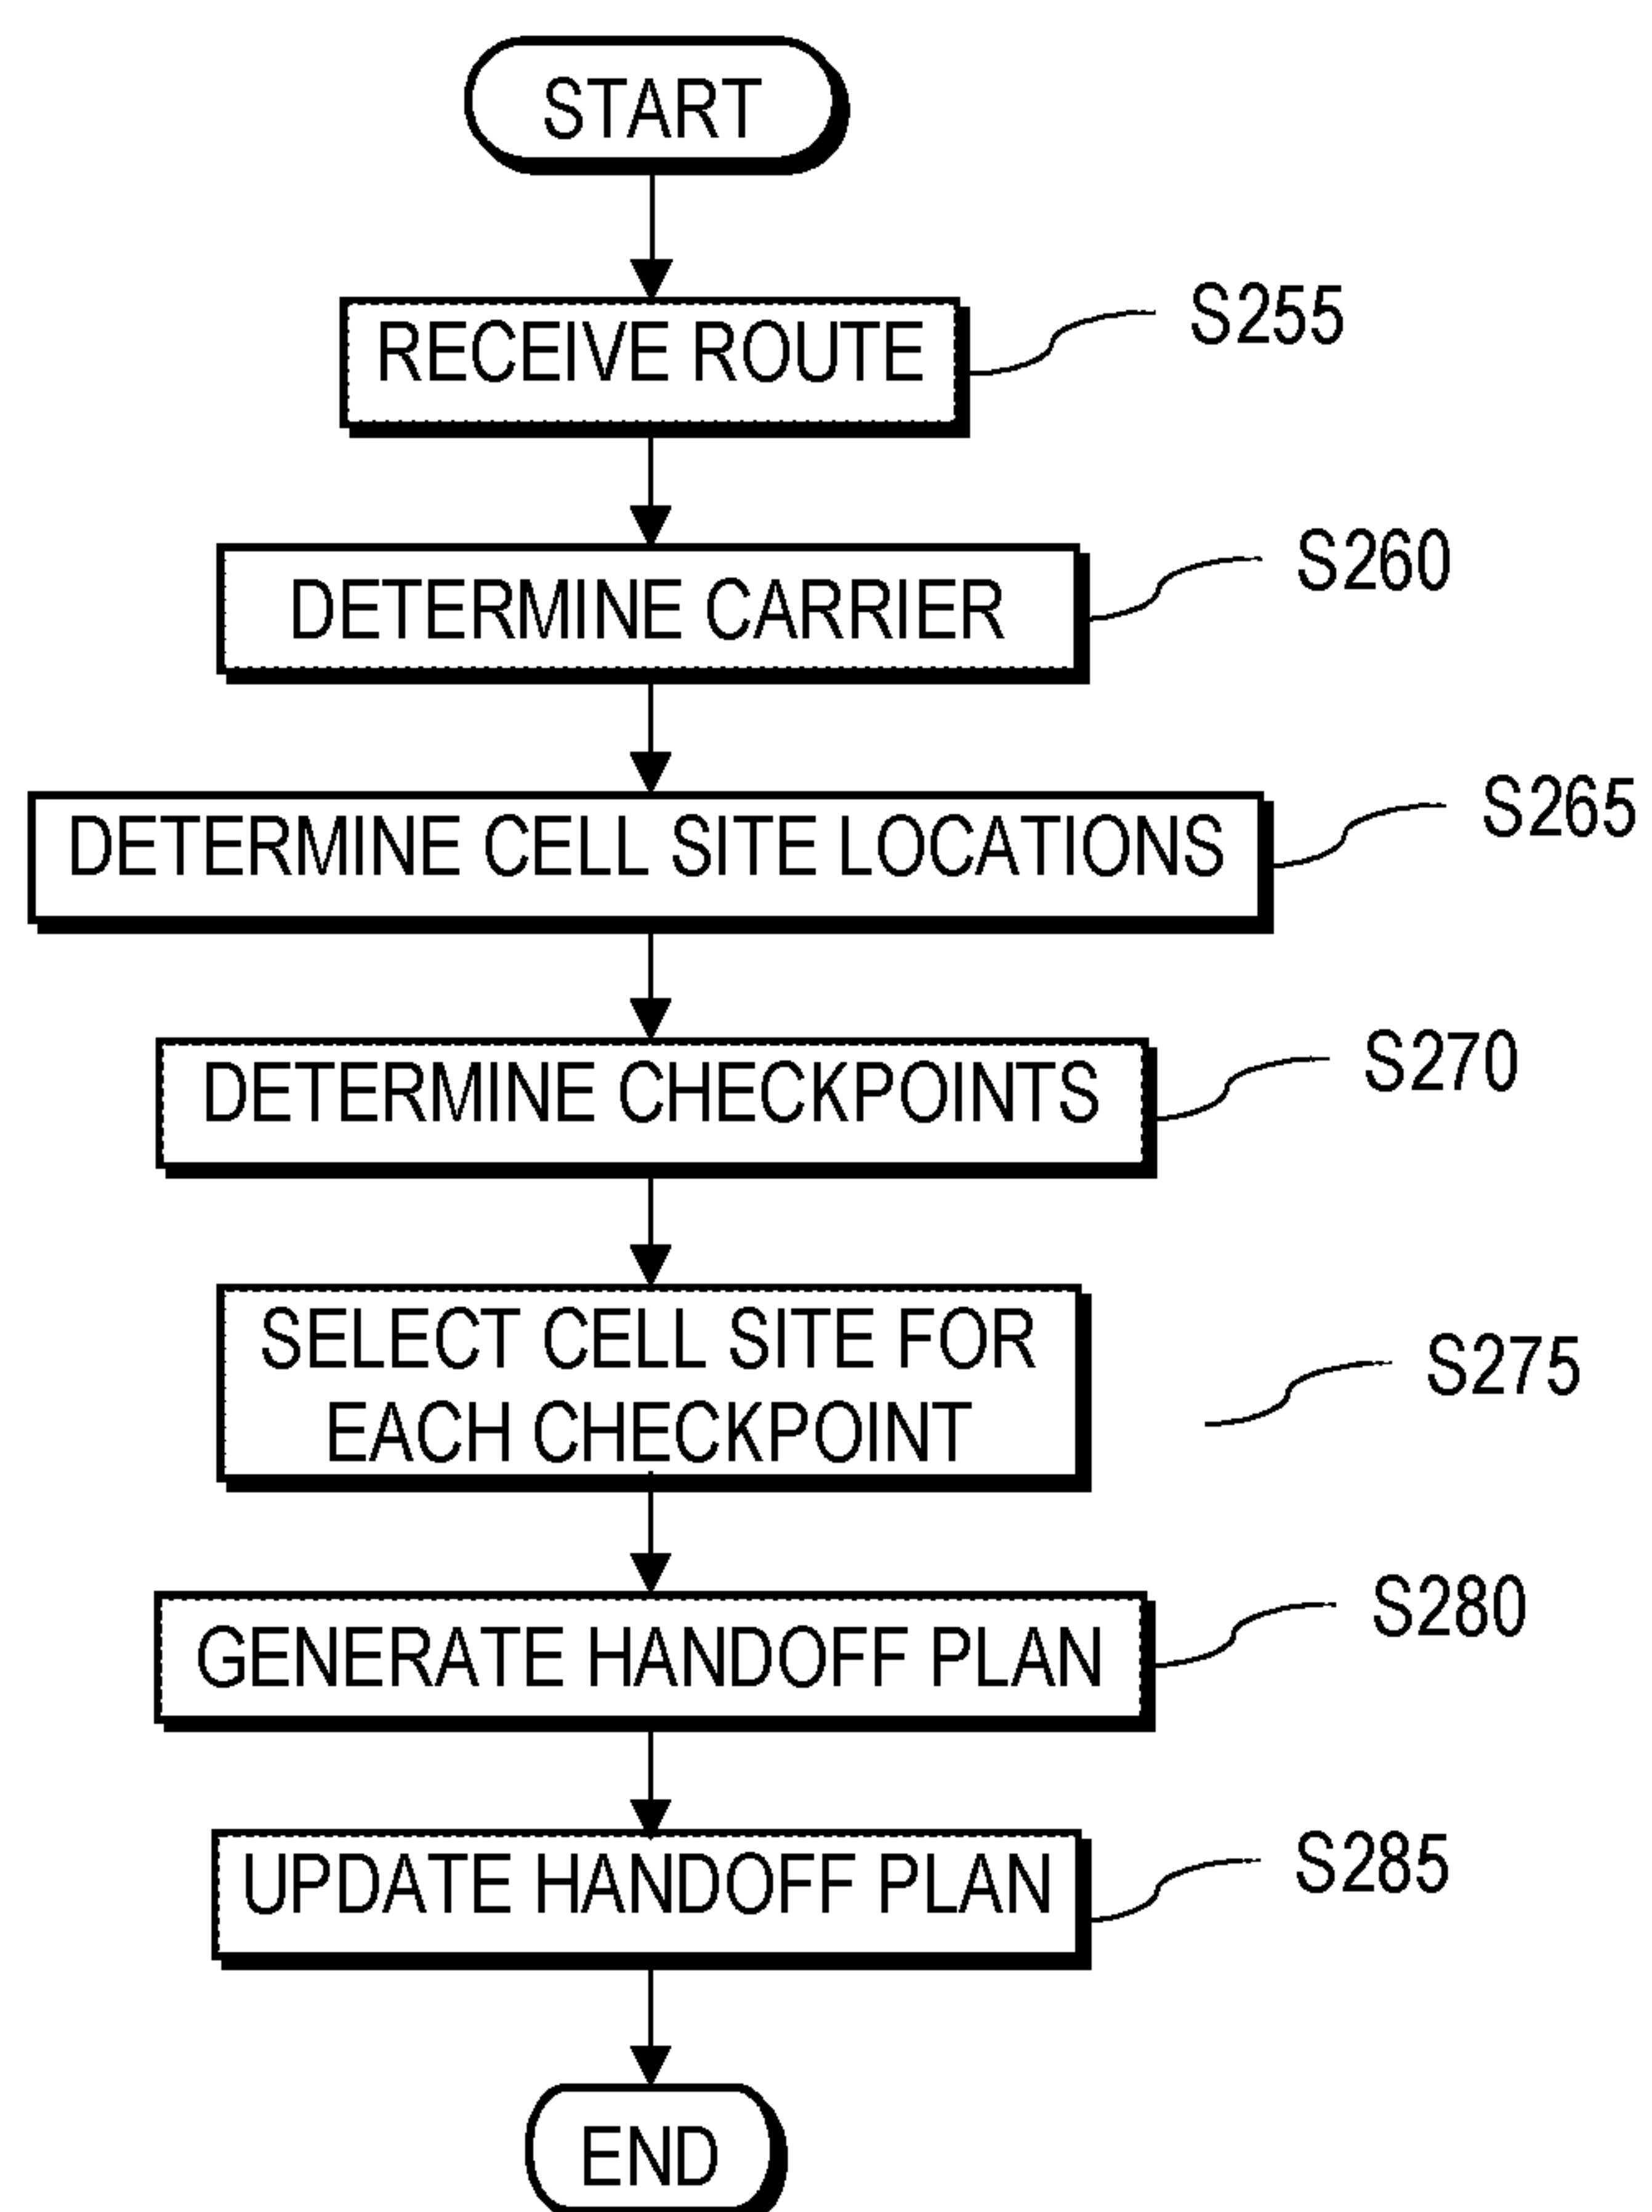 START
RECEIVE ROUTE
S255
DETERMINE CARRIER
S260
DETERMINE CELL SITE LOCATIONS
S265
DETERMINE CHECKPOINTS
S270
SELECT CELL SITE FOR
EACH CHECKPOINT
S275
GENERATE HANDOFF PLAN
S280
UPDATE HANDOFF PLAN
S285
END